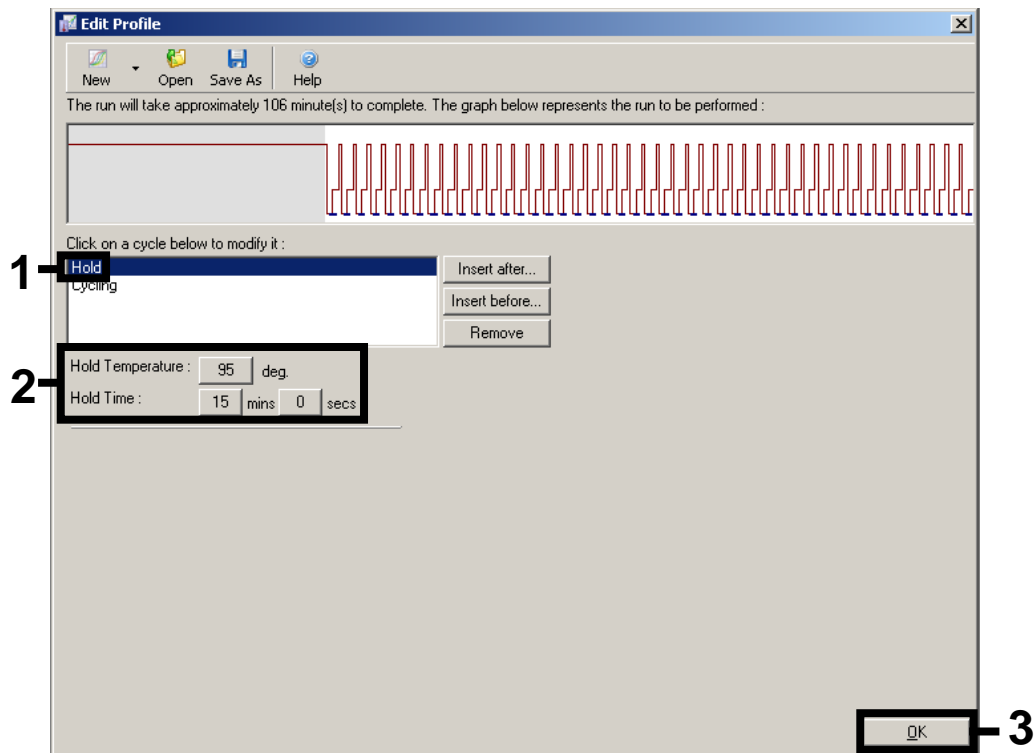 Edit Profile
New Open Save As Help
The run will take approximately 106 minute(s) to complete. The graph below represents the run to be performed :
Click on a cycle below to modify it :
1 Hold Insert after...
Cycling Insert before...
Remove
2 Hold Temperature : 95 deg.
Hold Time : 15 mins 0 secs
OK 3